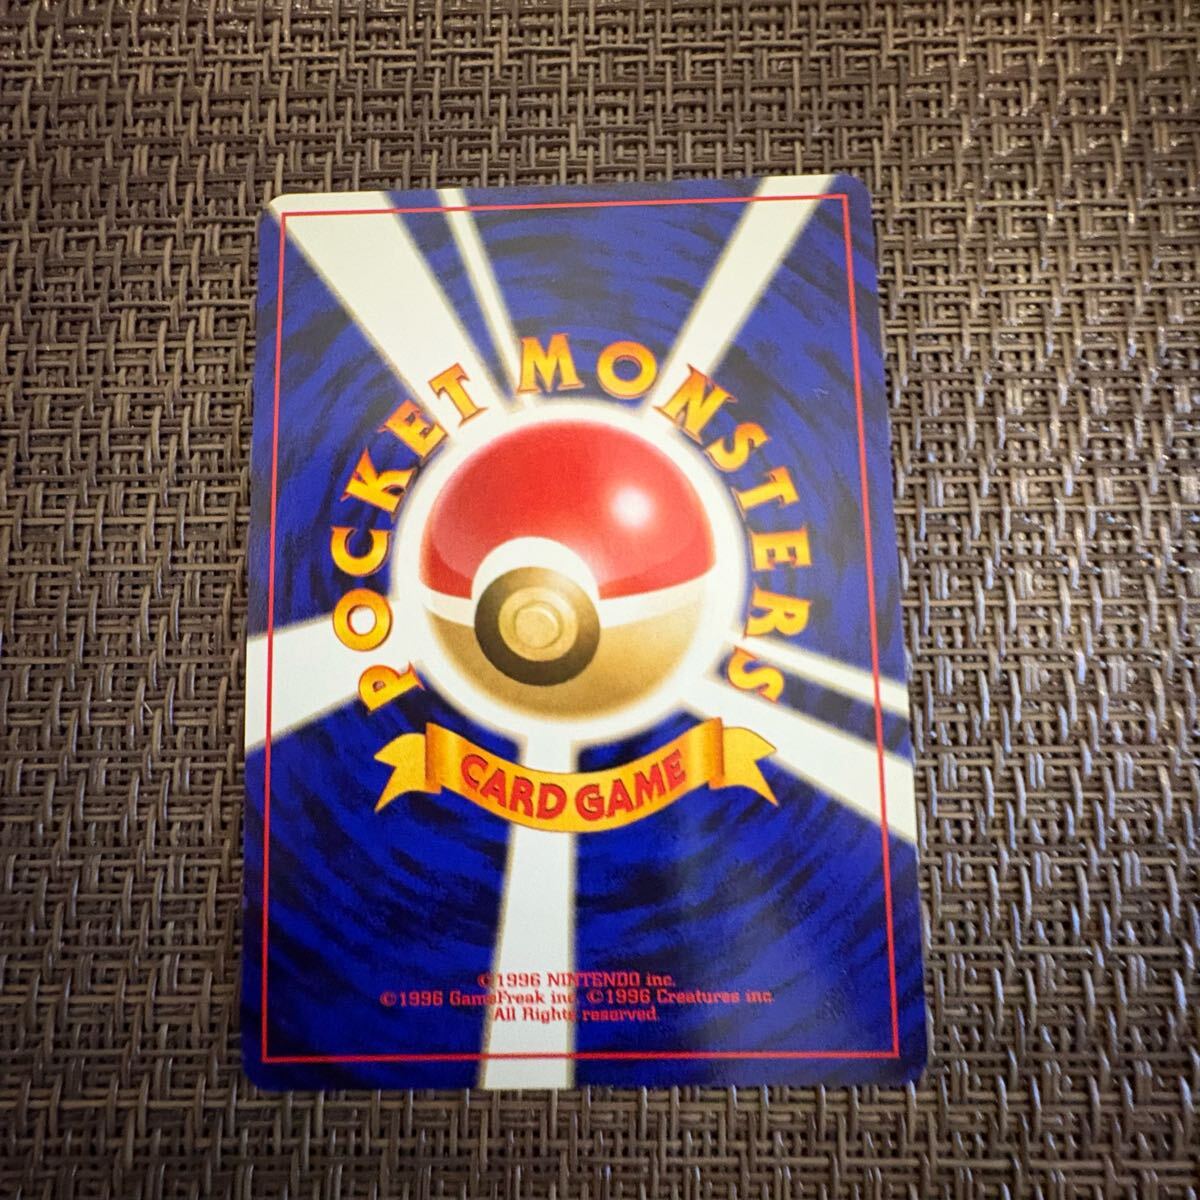 POCKET MONSTERS
CARD GAME
©1996 NINTENDO inc.
©1996 GameFreak inc. ©1996 Creatures inc.
All Rights reserved.